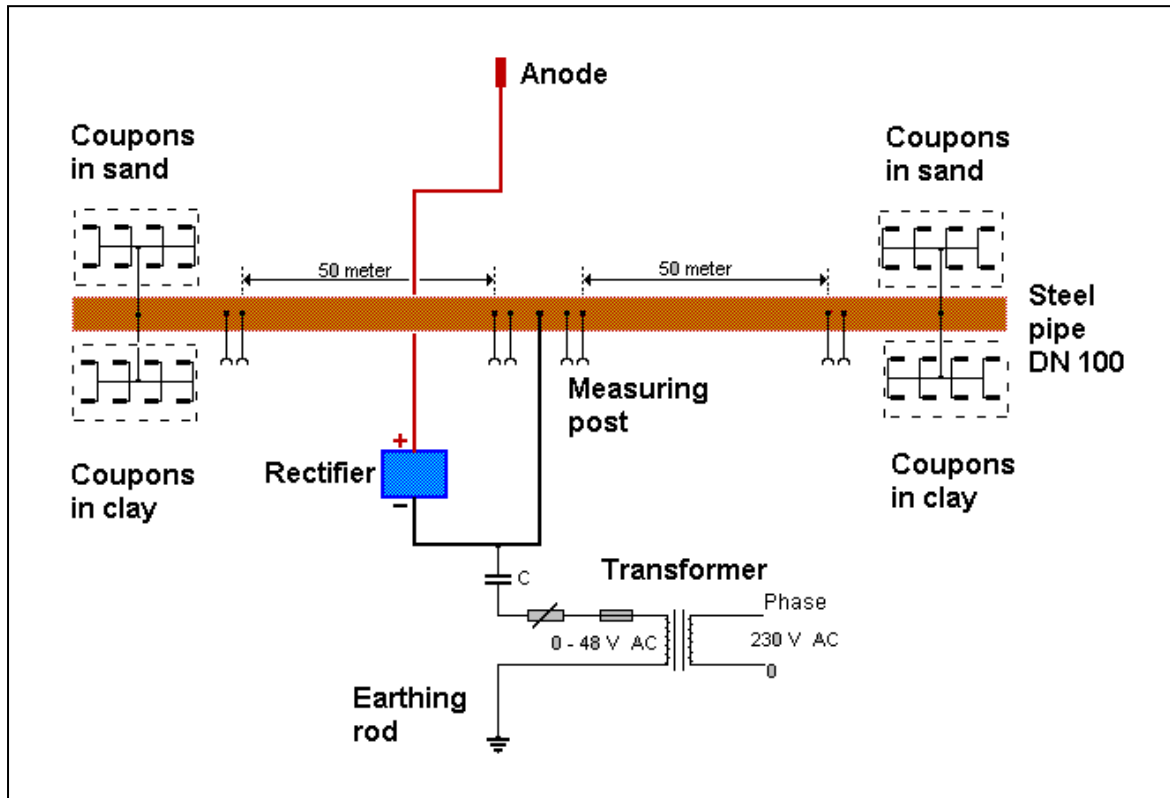 Anode
Coupons
in sand
Coupons
in sand
50 meter
50 meter
Steel
pipe
DN 100
Measuring
post
+
Rectifier
–
Coupons
in clay
Coupons
in clay
C
Transformer
Phase
0 - 48 V AC
230 V AC
0
Earthing
rod